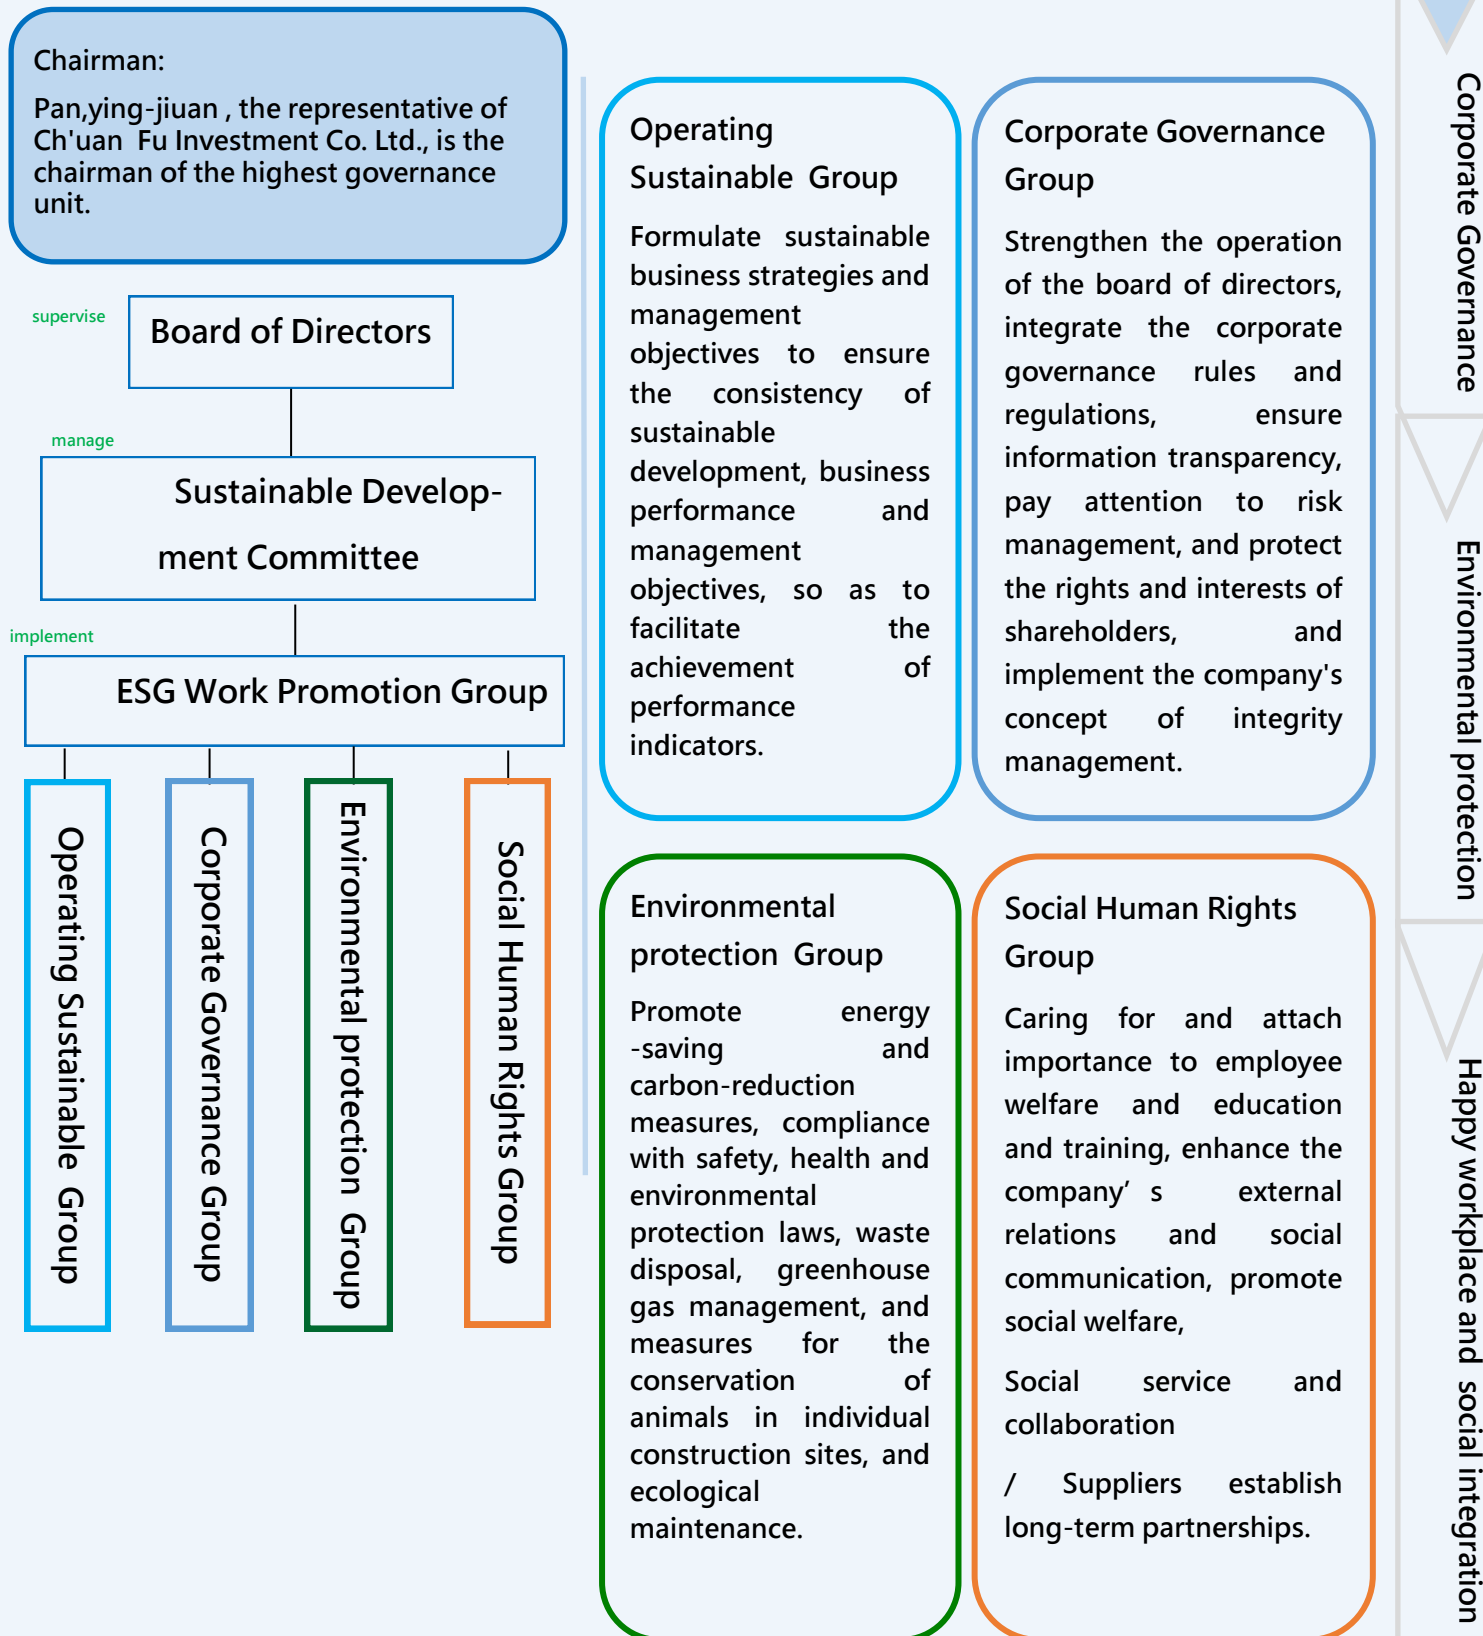 Chairman:
Pan,ying-jiuan , the representative of
Ch'uan Fu Investment Co. Ltd., is the
chairman of the highest governance
unit.
supervise
Board of Directors
manage
Sustainable Develop-
ment Committee
implement
ESG Work Promotion Group
Operating Sustainable Group
Corporate Governance Group
Environmental protection Group
Social Human Rights Group
Operating
Sustainable Group
Formulate sustainable
business strategies and
management
objectives to ensure
the consistency of
sustainable
development, business
performance and
management
objectives, so as to
facilitate the
achievement of
performance
indicators.
Corporate Governance
Group
Strengthen the operation
of the board of directors,
integrate the corporate
governance rules and
regulations, ensure
information transparency,
pay attention to risk
management, and protect
the rights and interests of
shareholders, and
implement the company's
concept of integrity
management.
Environmental
protection Group
Promote energy
-saving and
carbon-reduction
measures, compliance
with safety, health and
environmental
protection laws, waste
disposal, greenhouse
gas management, and
measures for the
conservation of
animals in individual
construction sites, and
ecological
maintenance.
Social Human Rights
Group
Caring for and attach
importance to employee
welfare and education
and training, enhance the
company’ s external
relations and social
communication, promote
social welfare,
Social service and
collaboration
/ Suppliers establish
long-term partnerships.
Corporate Governance
Environmental protection
Happy workplace and social integration